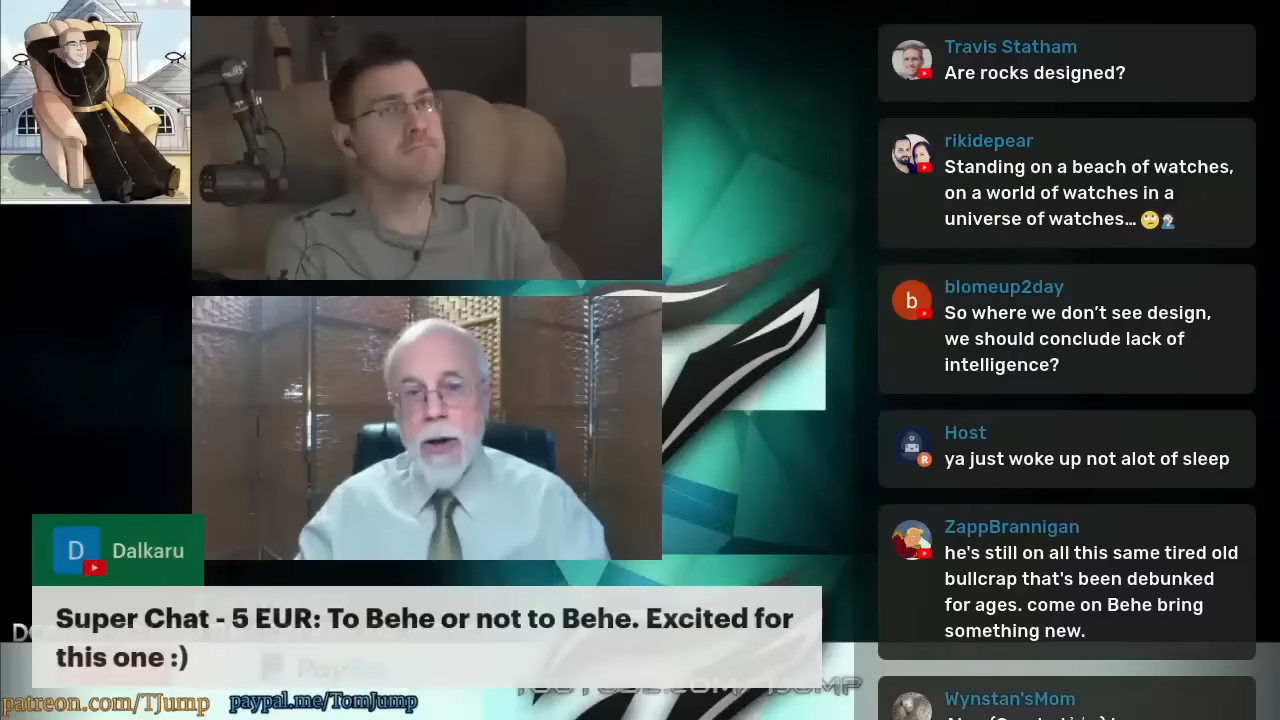 Travis Statham
Are rocks designed?
rikidepear
Standing on a beach of watches,
on a world of watches in a
universe of watches… 🙄🤦🏻‍♂️
b
blomeup2day
So where we don’t see design,
we should conclude lack of
intelligence?
Host
ya just woke up not alot of sleep
ZappBrannigan
he's still on all this same tired old
bullcrap that's been debunked
for ages. come on Behe bring
something new.
Wynstan'sMom
D
Dalkaru
Super Chat - 5 EUR: To Behe or not to Behe. Excited for
this one :)
patreon.com/TJump
paypal.me/TomJump
YOUTUBE.COM/TJUMP